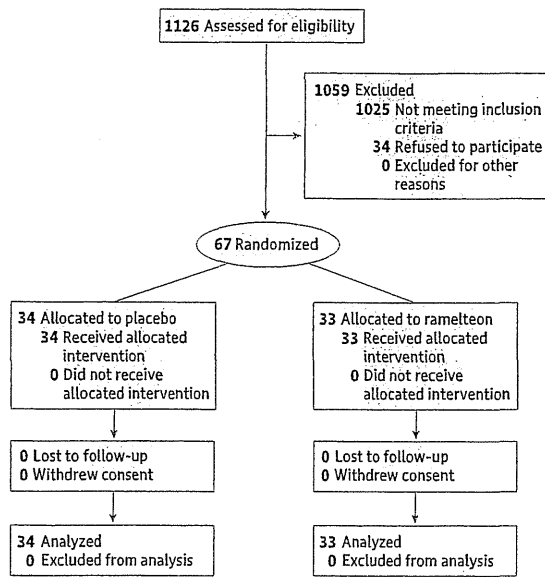 1126 Assessed for eligibility
1059 Excluded
1025 Not meeting inclusion
criteria
34 Refused to participate
0 Excluded for other
reasons
67 Randomized
34 Allocated to placebo
34 Received allocated
intervention
0 Did not receive
allocated intervention
33 Allocated to ramelteon
33 Received allocated
intervention
0 Did not receive
allocated intervention
0 Lost to follow-up
0 Withdrew consent
0 Lost to follow-up
0 Withdrew consent
34 Analyzed
0 Excluded from analysis
33 Analyzed
0 Excluded from analysis